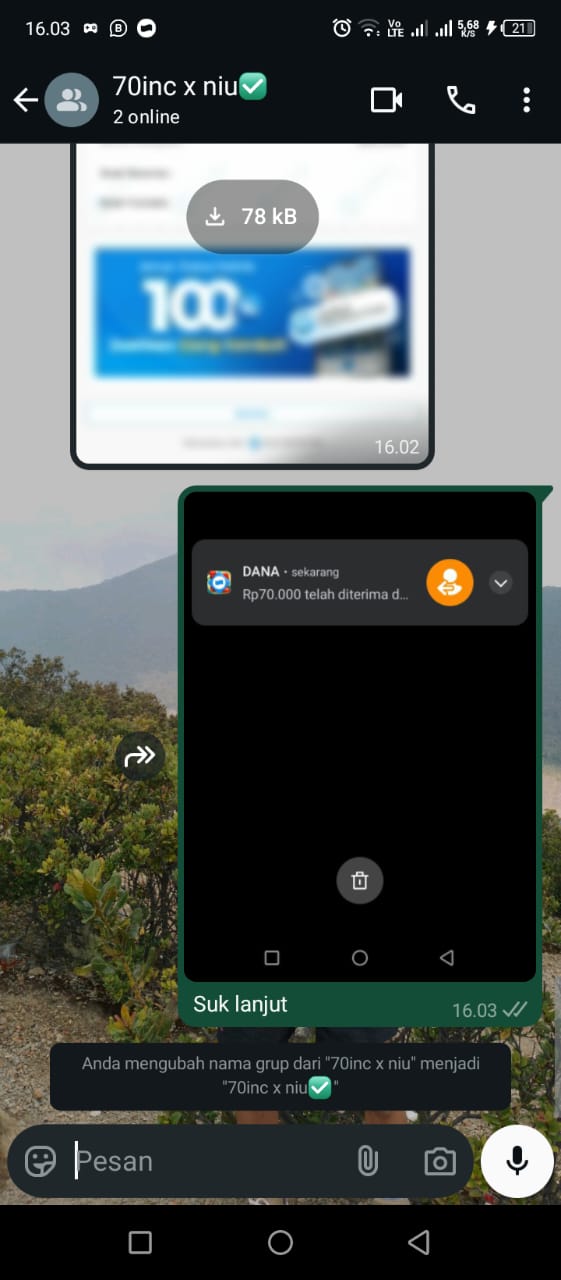 16.03
Vo
LTE
5,68
K/S
21
70inc x niu✅
2 online
78 kB
100%
16.02
DANA • sekarang
Rp70.000 telah diterima d...
Suk lanjut
16.03
Anda mengubah nama grup dari "70inc x niu" menjadi
"70inc x niu✅"
Pesan